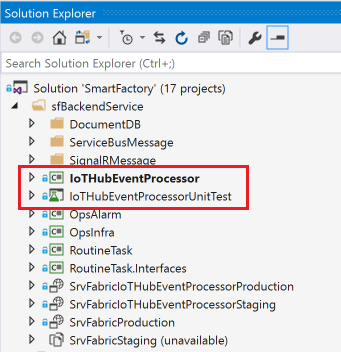 Solution Explorer
Search Solution Explorer (Ctrl+;)
Solution 'SmartFactory' (17 projects)
sfBackendService
DocumentDB
ServiceBusMessage
SignalRMessage
IoTHubEventProcessor
IoTHubEventProcessorUnitTest
OpsAlarm
OpsInfra
RoutineTask
RoutineTask.Interfaces
SrvFabricIoTHubEventProcessorProduction
SrvFabricIoTHubEventProcessorStaging
SrvFabricProduction
SrvFabricStaging (unavailable)